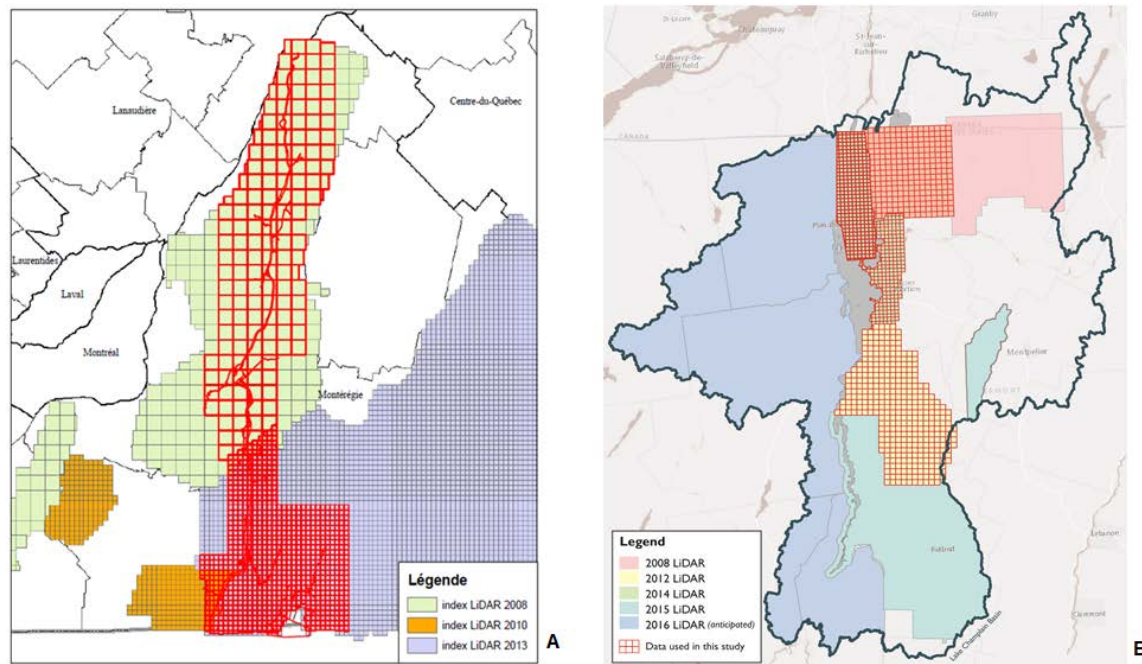 Lanaudière
Centre-du-Québec
Laurentides
Laval
Montréal
Montérégie
Légende
index LiDAR 2008
index LiDAR 2010
index LiDAR 2013
A
Granby
St-Jean-
sur-
Richelieu
Salaberry-de-
Valleyfield
CANADA
Montpelier
Rutland
Lebanon
Claremont
Lake Champlain Basin
Legend
2008 LiDAR
2012 LiDAR
2014 LiDAR
2015 LiDAR
2016 LiDAR (anticipated)
Data used in this study
B